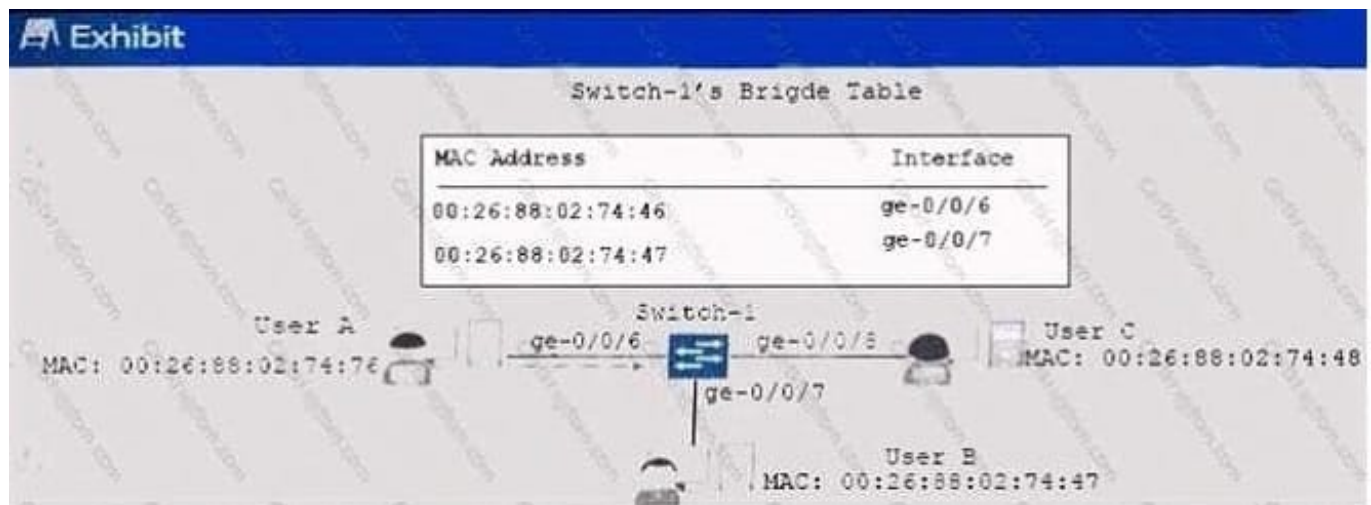 Exhibit
Switch-1's Brigde Table
MAC Address Interface
00:26:88:02:74:46 ge-0/0/6
00:26:88:02:74:47 ge-0/0/7
Switch-1
User A ge-0/0/6 ge-0/0/8 User C
MAC: 00:26:88:02:74:76 MAC: 00:26:88:02:74:48
ge-0/0/7
User B
MAC: 00:26:88:02:74:47